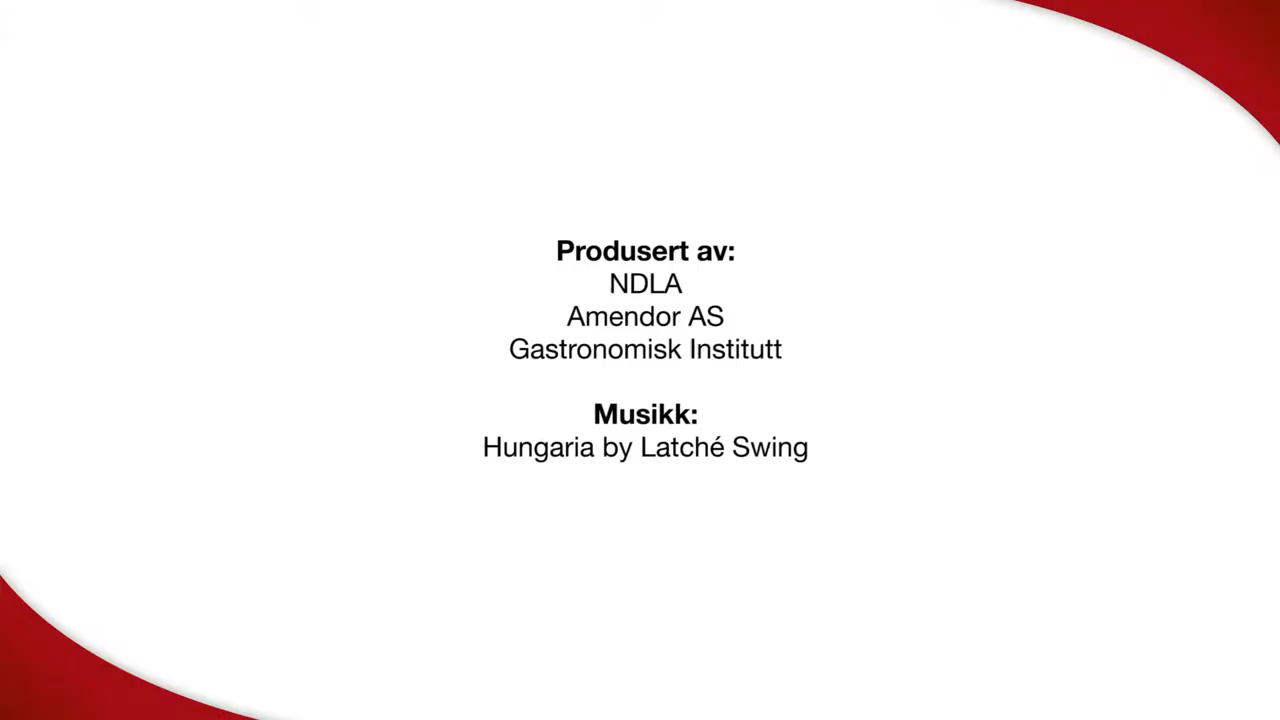 Produsert av:
NDLA
Amendor AS
Gastronomisk Institutt
Musikk:
Hungaria by Latché Swing